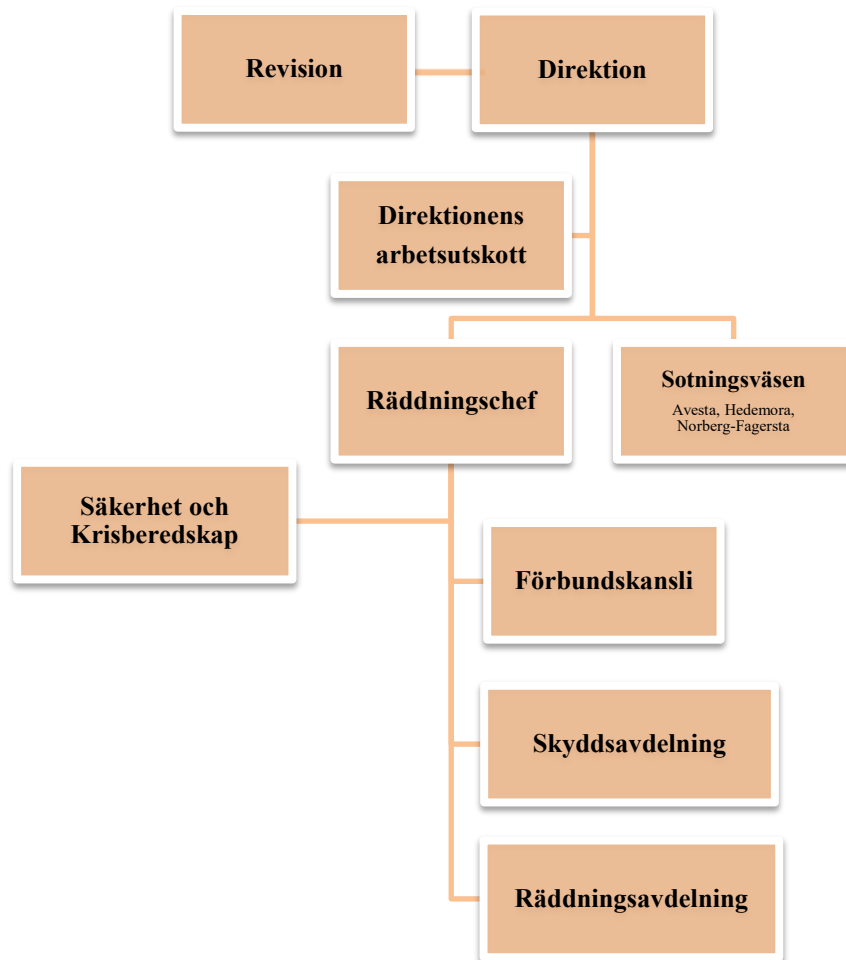 Revision
Direktion
Direktionens
arbetsutskott
Räddningschef
Sotningsväsen
Avesta, Hedemora,
Norberg-Fagersta
Säkerhet och
Krisberedskap
Förbundskansli
Skyddsavdelning
Räddningsavdelning